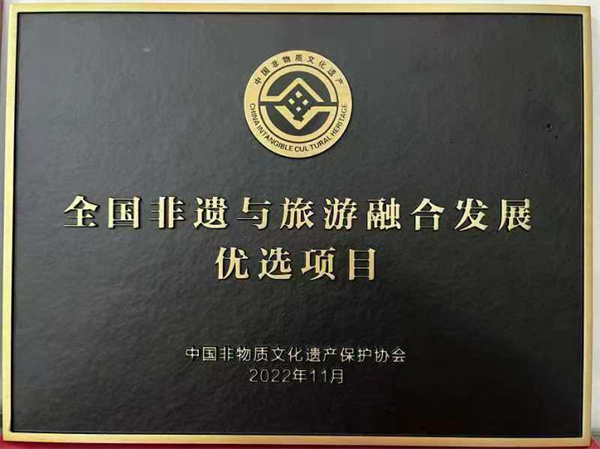 中国非物质文化遗产
CHINA INTANGIBLE CULTURAL HERITAGE
全国非遗与旅游融合发展
优选项目
中国非物质文化遗产保护协会
2022年11月